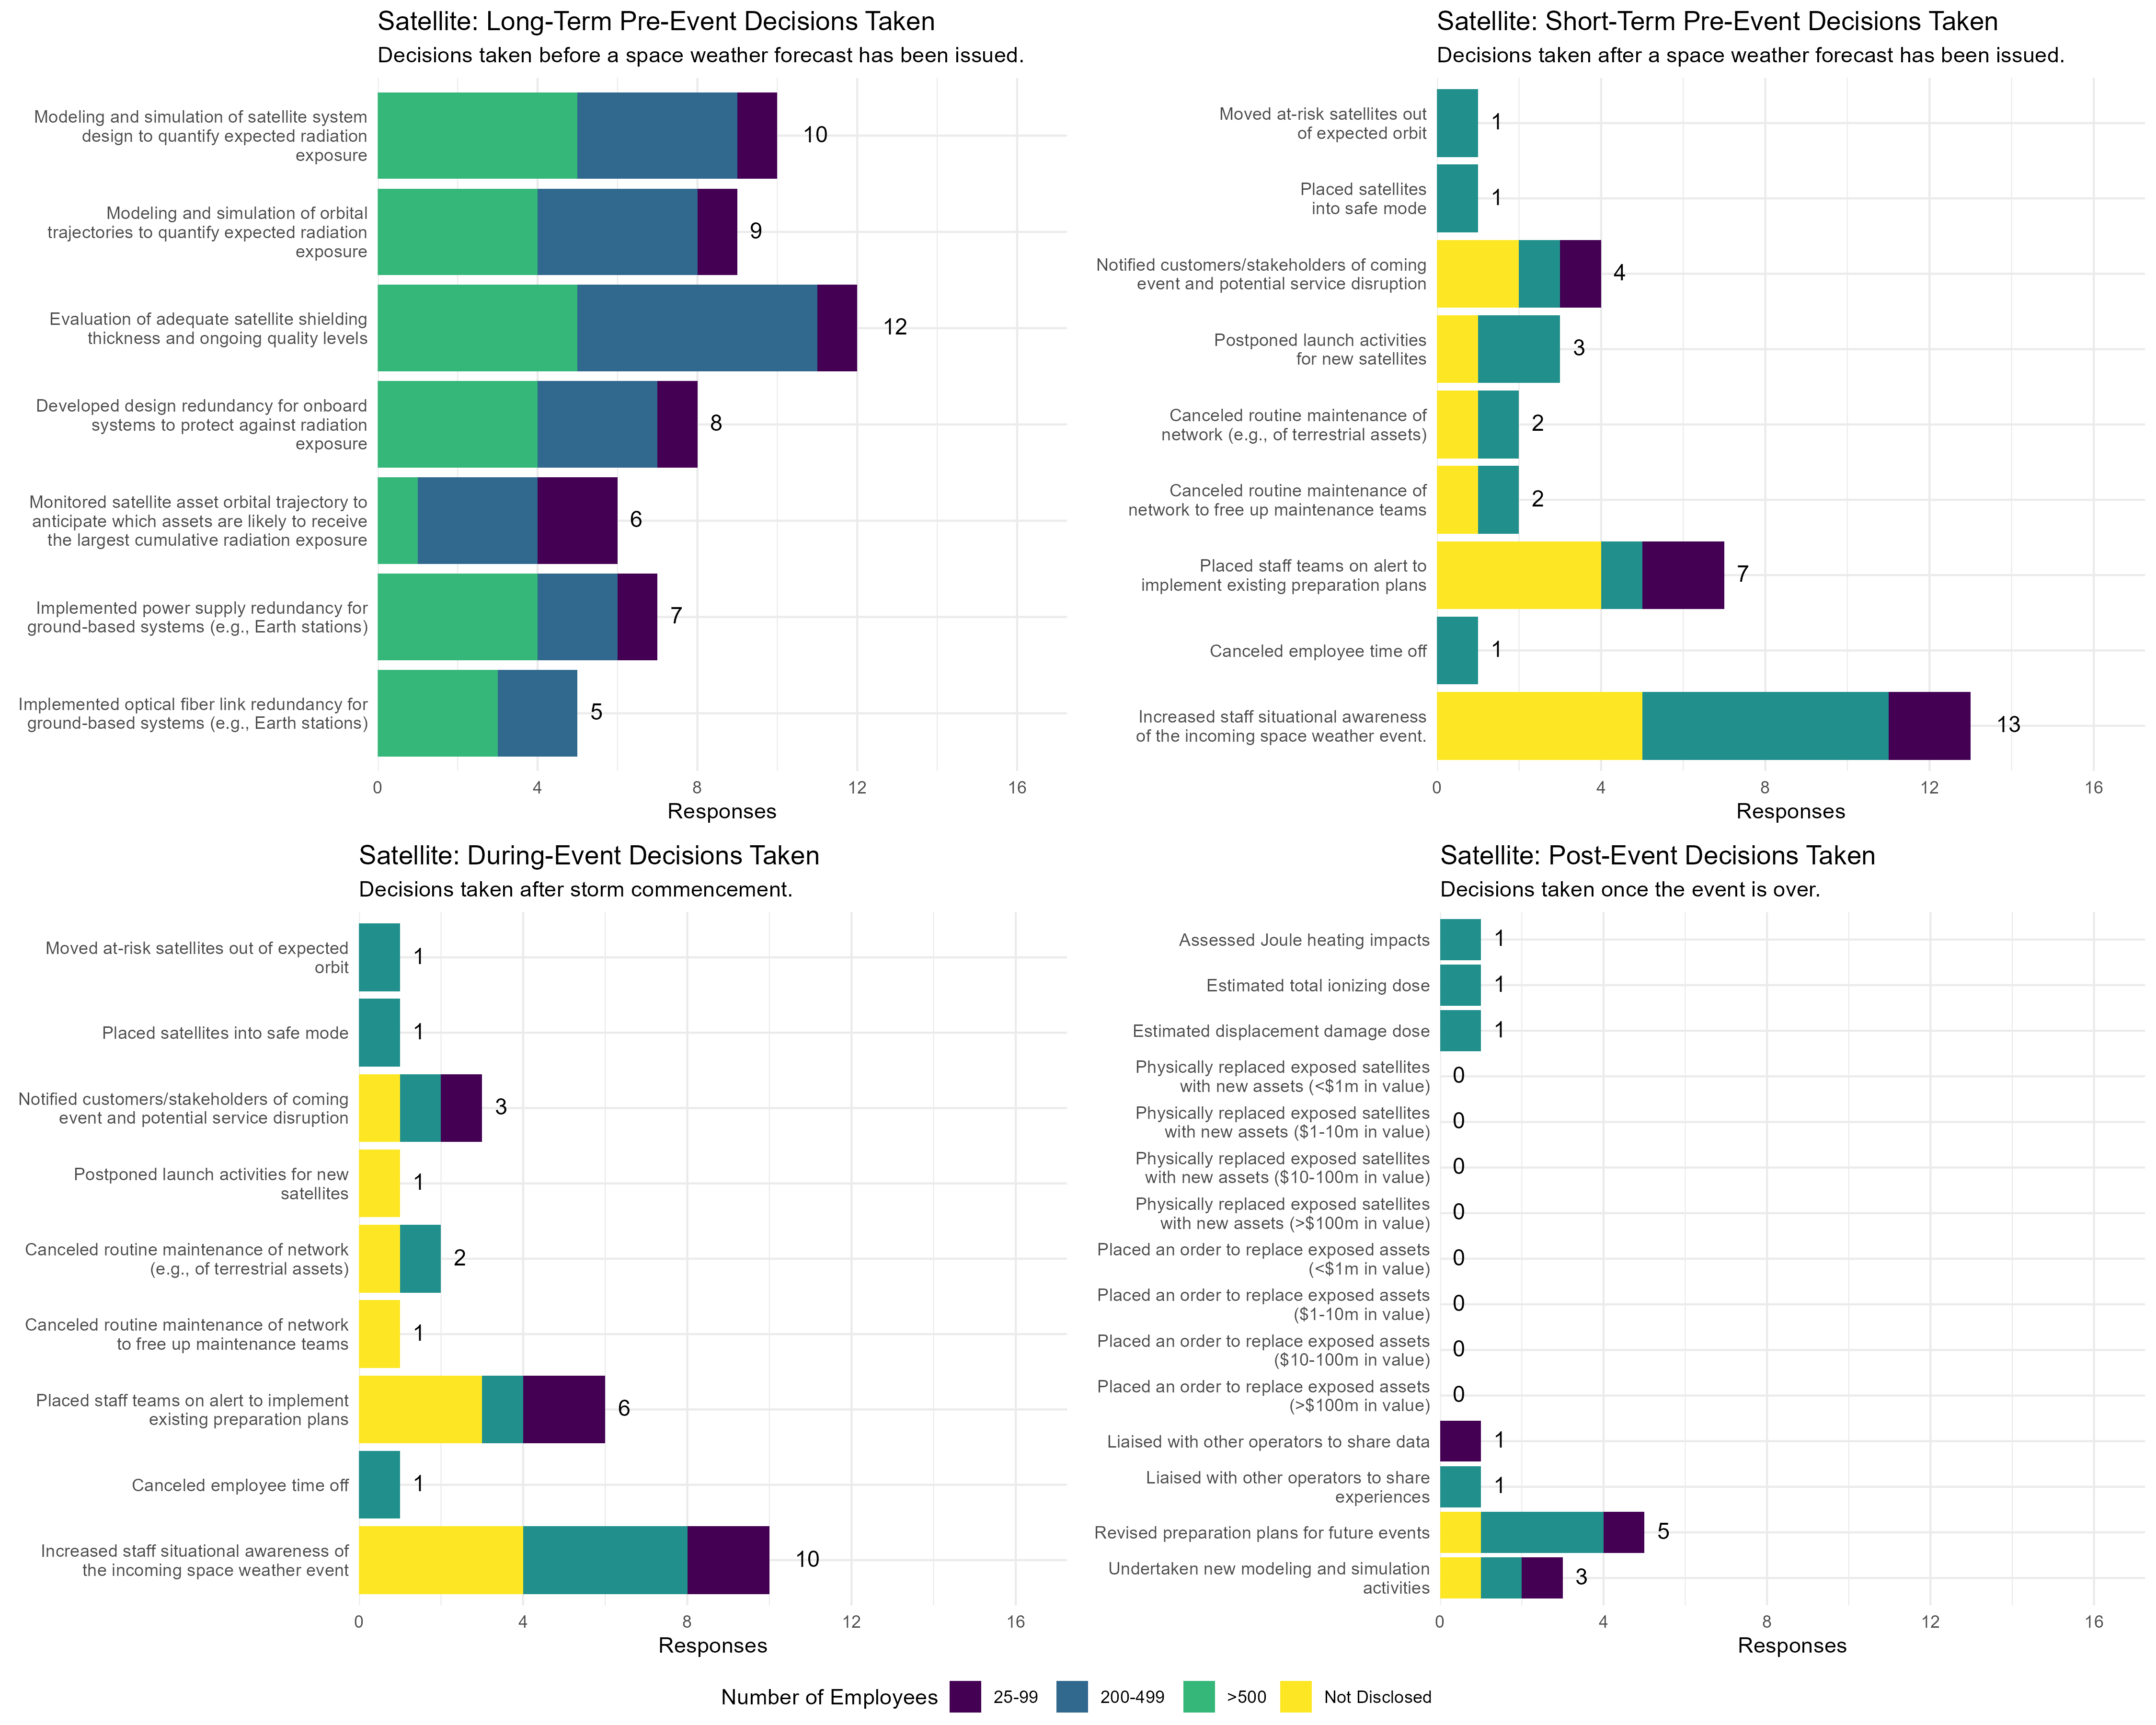 Satellite: Long-Term Pre-Event Decisions Taken
Decisions taken before a space weather forecast has been issued.
Modeling and simulation of satellite system
design to quantify expected radiation
exposure
10
Modeling and simulation of orbital
trajectories to quantify expected radiation
exposure
9
Evaluation of adequate satellite shielding
thickness and ongoing quality levels
12
Developed design redundancy for onboard
systems to protect against radiation
exposure
8
Monitored satellite asset orbital trajectory to
anticipate which assets are likely to receive
the largest cumulative radiation exposure
6
Implemented power supply redundancy for
ground-based systems (e.g., Earth stations)
7
Implemented optical fiber link redundancy for
ground-based systems (e.g., Earth stations)
5
0 4 8 12 16
Responses
Satellite: Short-Term Pre-Event Decisions Taken
Decisions taken after a space weather forecast has been issued.
Moved at-risk satellites out
of expected orbit
1
Placed satellites
into safe mode
1
Notified customers/stakeholders of coming
event and potential service disruption
4
Postponed launch activities
for new satellites
3
Canceled routine maintenance of
network (e.g., of terrestrial assets)
2
Canceled routine maintenance of
network to free up maintenance teams
2
Placed staff teams on alert to
implement existing preparation plans
7
Canceled employee time off
1
Increased staff situational awareness
of the incoming space weather event.
13
0 4 8 12 16
Responses
Satellite: During-Event Decisions Taken
Decisions taken after storm commencement.
Moved at-risk satellites out of expected
orbit
1
Placed satellites into safe mode
1
Notified customers/stakeholders of coming
event and potential service disruption
3
Postponed launch activities for new
satellites
1
Canceled routine maintenance of network
(e.g., of terrestrial assets)
2
Canceled routine maintenance of network
to free up maintenance teams
1
Placed staff teams on alert to implement
existing preparation plans
6
Canceled employee time off
1
Increased staff situational awareness of
the incoming space weather event
10
0 4 8 12 16
Responses
Satellite: Post-Event Decisions Taken
Decisions taken once the event is over.
Assessed Joule heating impacts
1
Estimated total ionizing dose
1
Estimated displacement damage dose
1
Physically replaced exposed satellites
with new assets (<$1m in value)
0
Physically replaced exposed satellites
with new assets ($1-10m in value)
0
Physically replaced exposed satellites
with new assets ($10-100m in value)
0
Physically replaced exposed satellites
with new assets (>$100m in value)
0
Placed an order to replace exposed assets
(<$1m in value)
0
Placed an order to replace exposed assets
($1-10m in value)
0
Placed an order to replace exposed assets
($10-100m in value)
0
Placed an order to replace exposed assets
(>$100m in value)
0
Liaised with other operators to share data
1
Liaised with other operators to share
experiences
1
Revised preparation plans for future events
5
Undertaken new modeling and simulation
activities
3
0 4 8 12 16
Responses
Number of Employees 25-99 200-499 >500 Not Disclosed